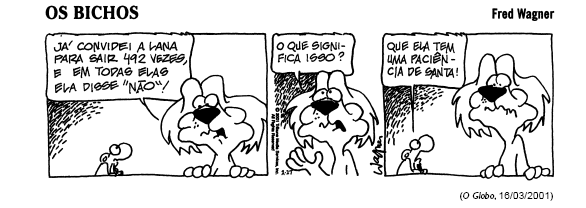 OS BICHOS
Fred Wagner
JÁ CONVIDEI A LANA
PARA SAIR 492 VEZES,
E EM TODAS ELAS
ELA DISSE "NÃO"!
O QUE SIGNI-
FICA ISSO?
QUE ELA TEM
UMA PACIÊN-
CIA DE SANTA!
Wagner
(O Globo, 16/03/2001)